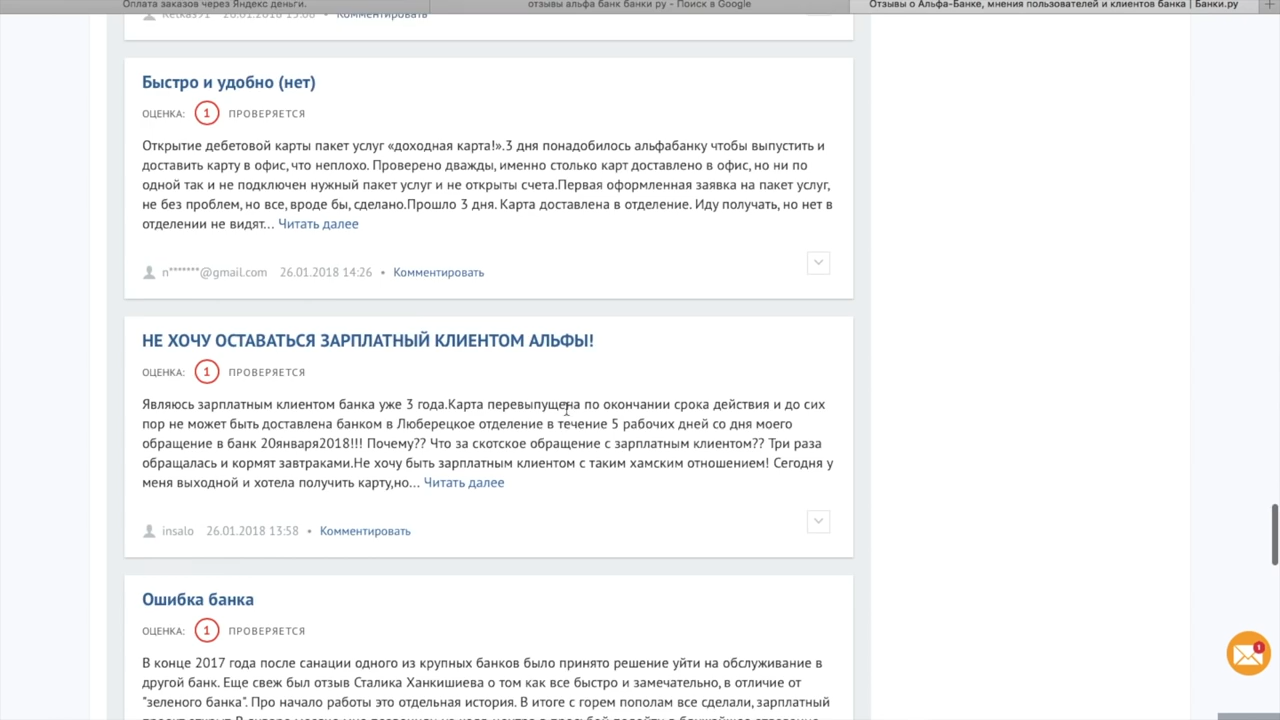 Оплата заказов через Яндекс деньги.
отзывы альфа банк банки ру - Поиск в Google
Отзывы о Альфа-Банке, мнения пользователей и клиентов банка | Банки.ру
Комментировать
Быстро и удобно (нет)
ОЦЕНКА: 1 ПРОВЕРЯЕТСЯ
Открытие дебетовой карты пакет услуг «доходная карта!».3 дня понадобилось альфабанку чтобы выпустить и
доставить карту в офис, что неплохо. Проверено дважды, именно столько карт доставлено в офис, но ни по
одной так и не подключен нужный пакет услуг и не открыты счета.Первая оформленная заявка на пакет услуг,
не без проблем, но все, вроде бы, сделано.Прошло 3 дня. Карта доставлена в отделение. Иду получать, но нет в
отделении не видят... Читать далее
n*******@gmail.com 26.01.2018 14:26 • Комментировать
НЕ ХОЧУ ОСТАВАТЬСЯ ЗАРПЛАТНЫЙ КЛИЕНТОМ АЛЬФЫ!
ОЦЕНКА: 1 ПРОВЕРЯЕТСЯ
Являюсь зарплатным клиентом банка уже 3 года.Карта перевыпущена по окончании срока действия и до сих
пор не может быть доставлена банком в Люберецкое отделение в течение 5 рабочих дней со дня моего
обращение в банк 20января2018!!! Почему?? Что за скотское обращение с зарплатным клиентом?? Три раза
обращалась и кормят завтраками.Не хочу быть зарплатным клиентом с таким хамским отношением! Сегодня у
меня выходной и хотела получить карту,но... Читать далее
insalo 26.01.2018 13:58 • Комментировать
Ошибка банка
ОЦЕНКА: 1 ПРОВЕРЯЕТСЯ
В конце 2017 года после санации одного из крупных банков было принято решение уйти на обслуживание в
другой банк. Еще свеж был отзыв Сталика Ханкишиева о том как все быстро и замечательно, в отличие от
"зеленого банка". Про начало работы это отдельная история. В итоге с горем пополам все сделали, зарплатный
1